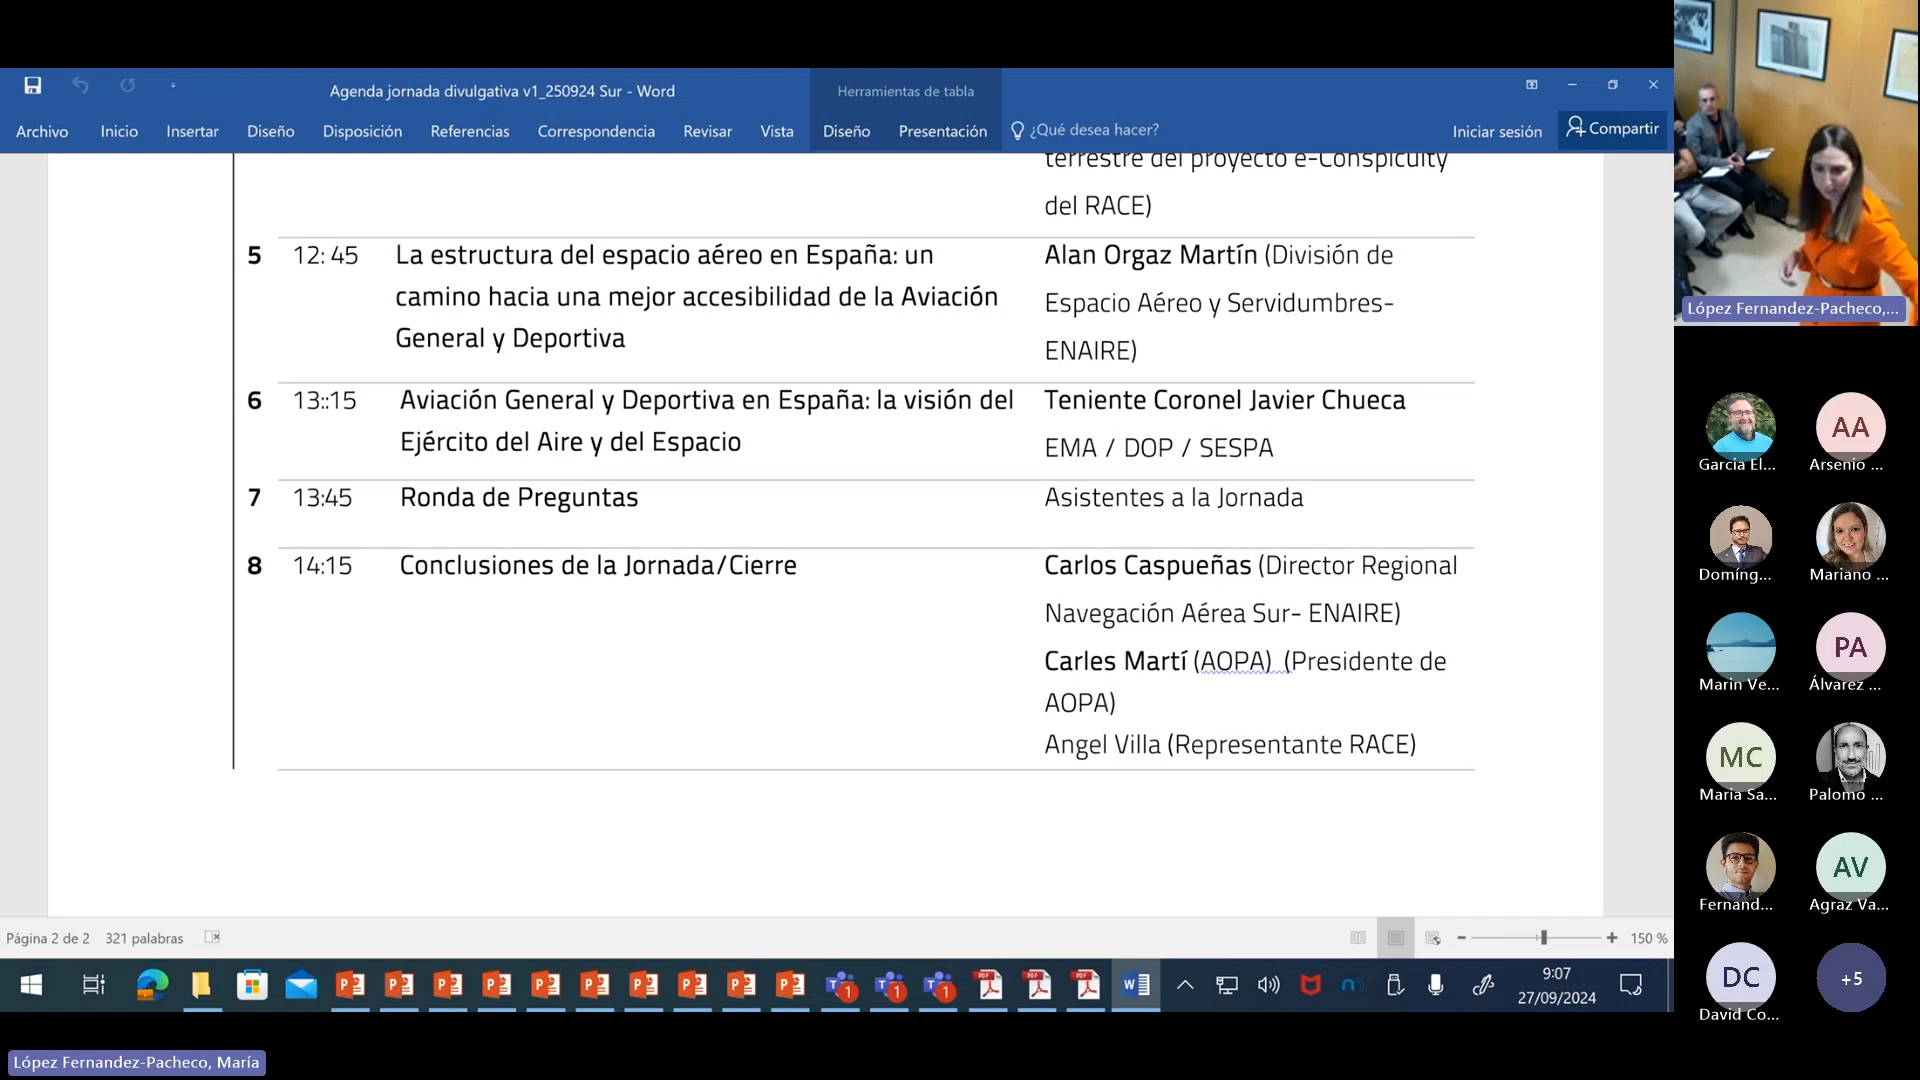 Agenda jornada divulgativa v1_250924 Sur - Word
Herramientas de tabla
Archivo Inicio Insertar Diseño Disposición Referencias Correspondencia Revisar Vista Diseño Presentación ¿Qué desea hacer? Iniciar sesión Compartir
terrestre del proyecto e-Conspicuity
del RACE)
5 12: 45 La estructura del espacio aéreo en España: un
camino hacia una mejor accesibilidad de la Aviación
General y Deportiva
Alan Orgaz Martín (División de
Espacio Aéreo y Servidumbres-
ENAIRE)
6 13::15 Aviación General y Deportiva en España: la visión del
Ejército del Aire y del Espacio
Teniente Coronel Javier Chueca
EMA / DOP / SESPA
7 13:45 Ronda de Preguntas Asistentes a la Jornada
8 14:15 Conclusiones de la Jornada/Cierre
Carlos Caspueñas (Director Regional
Navegación Aérea Sur- ENAIRE)
Carles Martí (AOPA) (Presidente de
AOPA)
Angel Villa (Representante RACE)
Página 2 de 2 321 palabras
150 %
9:07
27/09/2024
López Fernandez-Pacheco, María
López Fernandez-Pacheco,...
AA
García El... Arsenio ...
Domíng... Mariano ...
PA
Marin Ve... Álvarez ...
MC
Maria Sa... Palomo ...
AV
Fernand... Agraz Va...
DC +5
David Co...